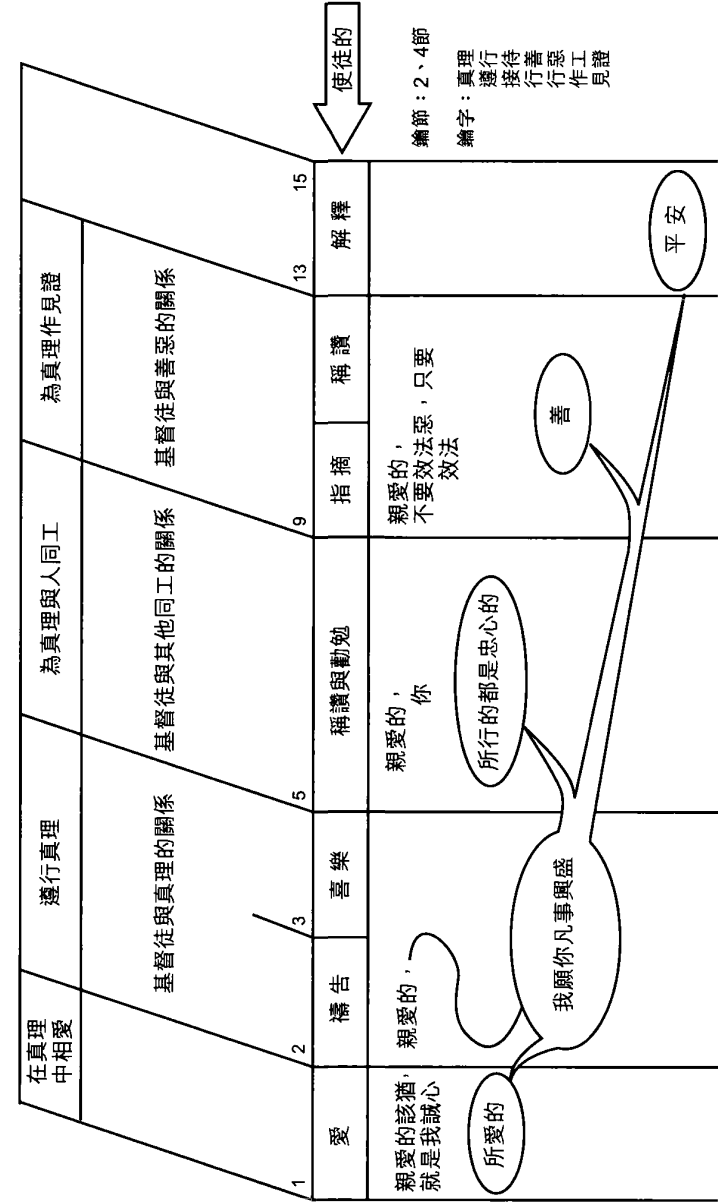 在真理
中相愛
遵行真理
為真理與人同工
為真理作見證
基督徒與真理的關係
基督徒與其他同工的關係
基督徒與善惡的關係
1
2
3
5
9
13
15
愛
禱告
喜樂
稱讚與勸勉
指摘
稱讚
解釋
使徒的
親愛的該猶，
就是我誠心
所愛的
親愛的，
我願你凡事興盛
親愛的，
你
所行的都是忠心的
親愛的，
不要效法惡，只要
效法
善
平安
鑰節：2、4節
鑰字：真理
遵行
接待
行善
行惡
作工
見證